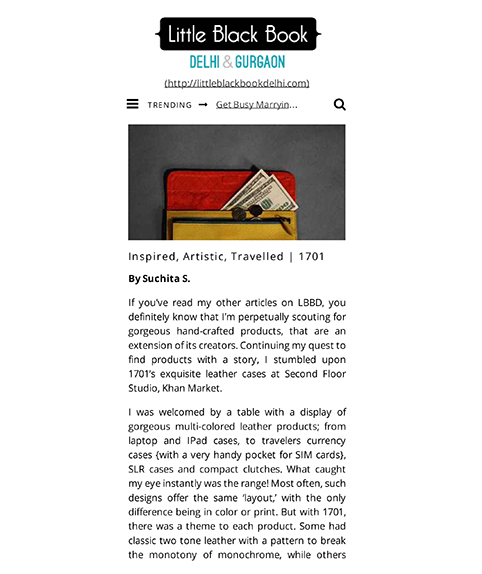 Little Black Book
DELHI & GURGAON
(http://littleblackbookdelhi.com)
TRENDING → Get Busy Marryin...
Inspired, Artistic, Travelled | 1701
By Suchita S.
If you've read my other articles on LBBD, you
definitely know that I'm perpetually scouting for
gorgeous hand-crafted products, that are an
extension of its creators. Continuing my quest to
find products with a story, I stumbled upon
1701's exquisite leather cases at Second Floor
Studio, Khan Market.
I was welcomed by a table with a display of
gorgeous multi-colored leather products; from
laptop and IPad cases, to travelers currency
cases {with a very handy pocket for SIM cards},
SLR cases and compact clutches. What caught
my eye instantly was the range! Most often, such
designs offer the same 'layout,' with the only
difference being in color or print. But with 1701,
there was a theme to each product. Some had
classic two tone leather with a pattern to break
the monotony of monochrome, while others